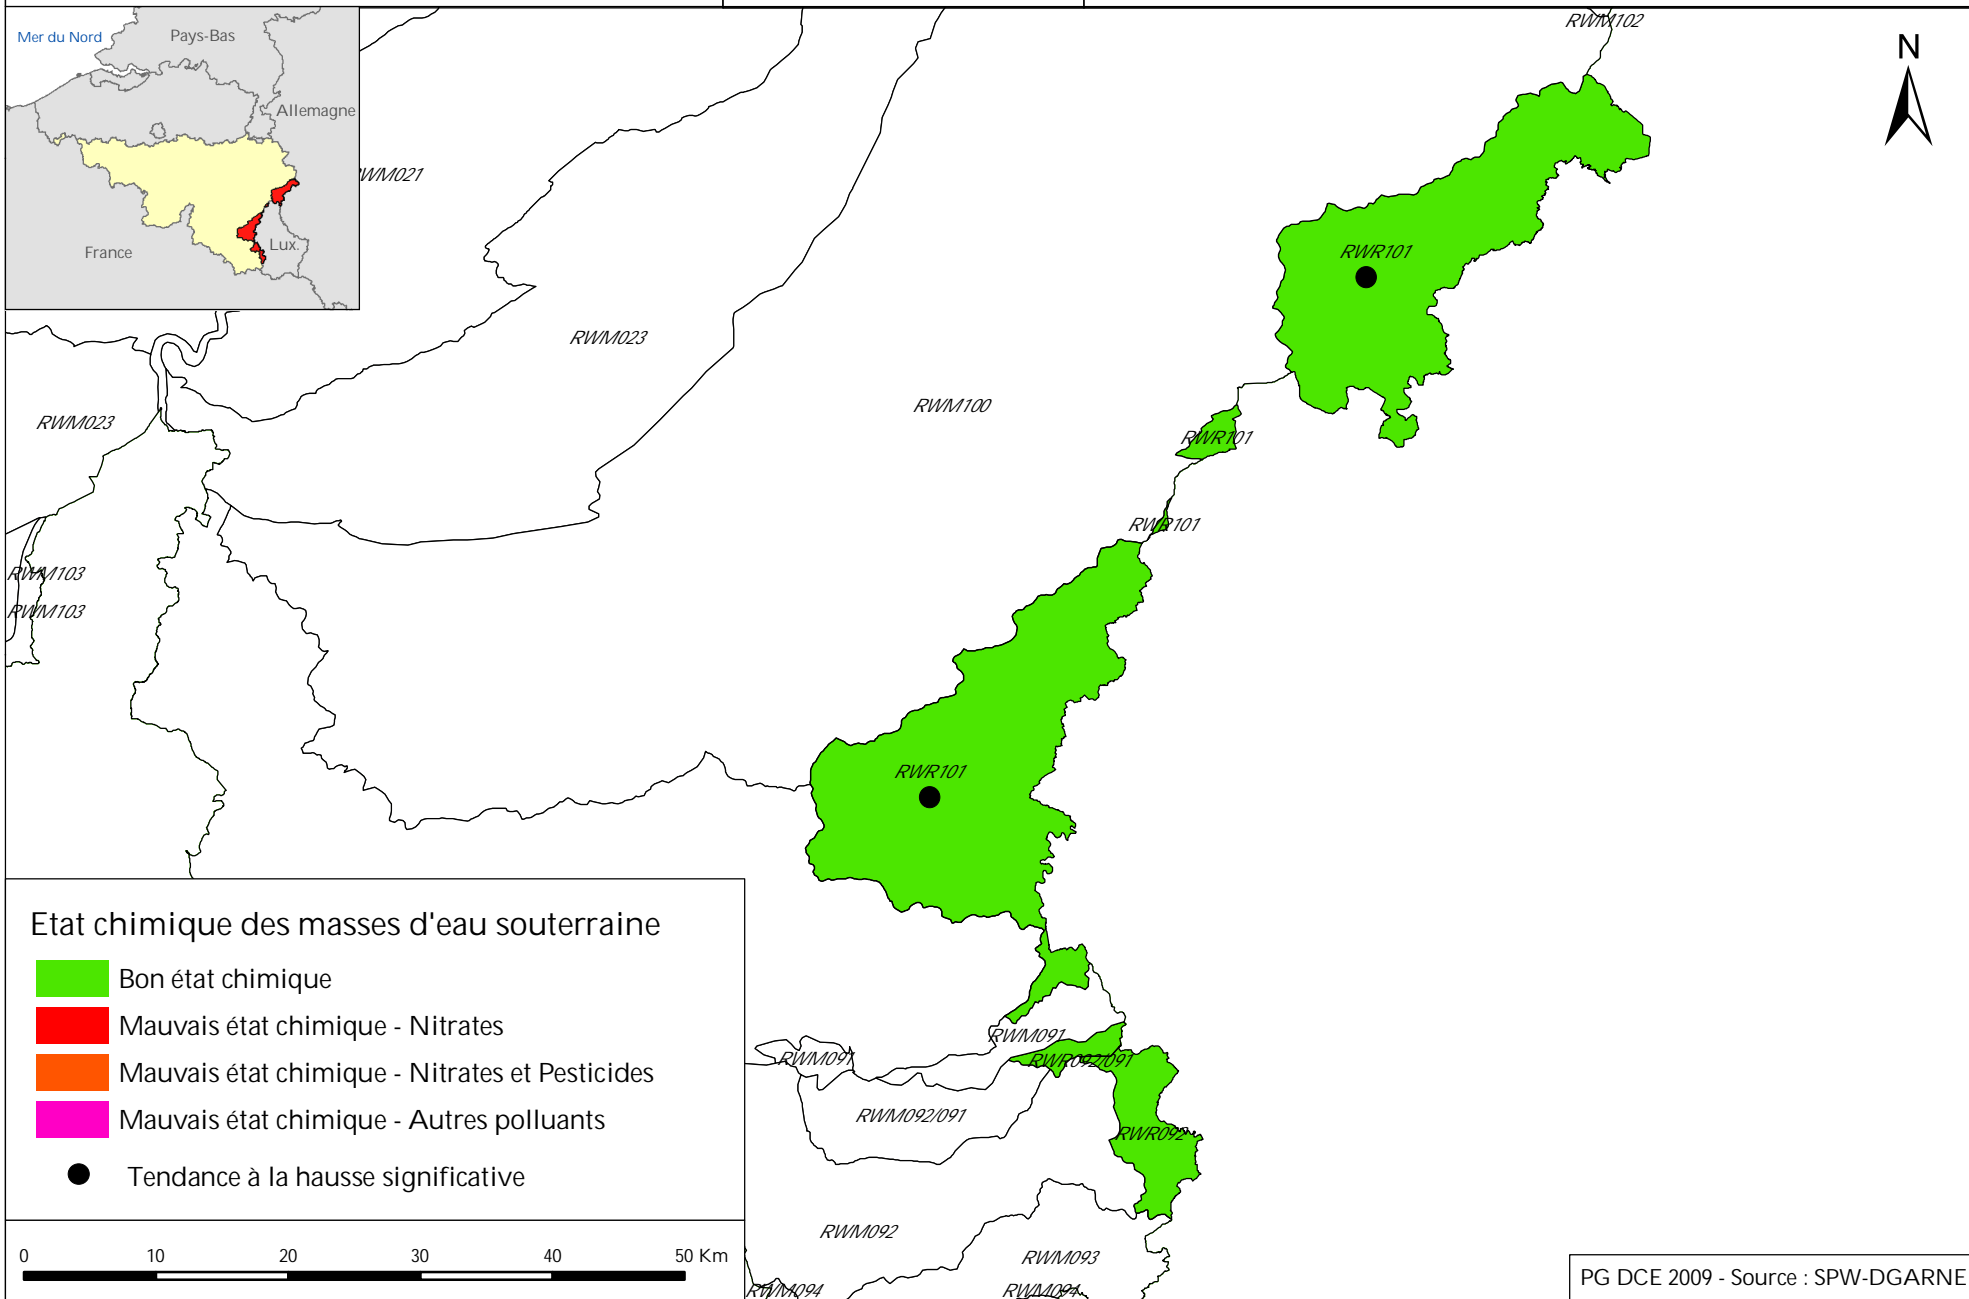 RWM102
N
Mer du Nord
Pays-Bas
Allemagne
France
Lux.
RWM021
RWR101
RWM023
RWM100
RWM023
RWR101
RWR101
RWM103
RWM103
RWR101
RWM091
RWM091
RWR092/091
RWM092/091
RWR092
RWM092
RWM093
RWM094
RWM094
Etat chimique des masses d'eau souterraine
Bon état chimique
Mauvais état chimique - Nitrates
Mauvais état chimique - Nitrates et Pesticides
Mauvais état chimique - Autres polluants
Tendance à la hausse significative
0 10 20 30 40 50 Km
PG DCE 2009 - Source : SPW-DGARNE